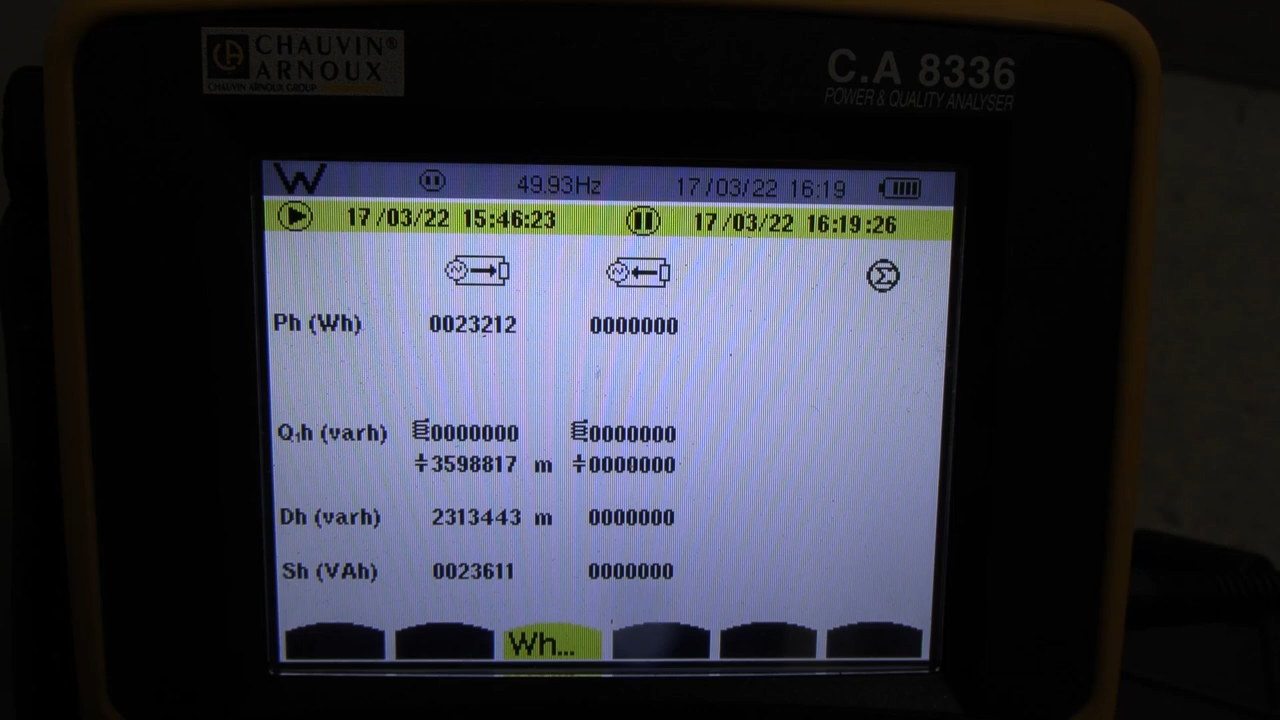 CHAUVIN®
ARNOUX
CHAUVIN ARNOUX GROUP
C.A 8336
POWER & QUALITY ANALYSER
W 49.93Hz 17/03/22 16:19
17/03/22 15:46:23 17/03/22 16:19:26
Σ
Ph (Wh) 0023212 0000000
Q₁h (varh) 0000000 0000000
3598817 m 0000000
Dh (varh) 2313443 m 0000000
Sh (VAh) 0023611 0000000
Wh...